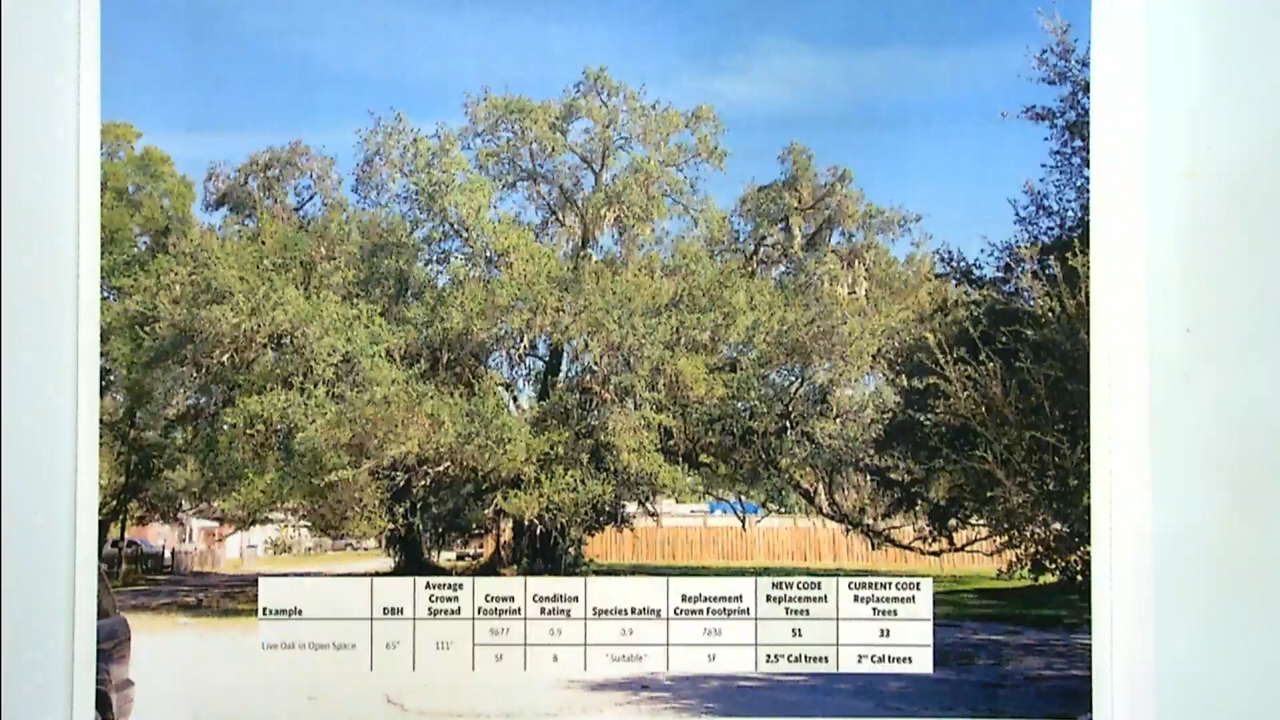 Example DBH Average Crown Spread Crown Footprint Condition Rating Species Rating Replacement Crown Footprint NEW CODE Replacement Trees CURRENT CODE Replacement Trees
Live Oak in Open Space 65" 111' 9677 0.9 0.9 7838 51 33
SF B "Suitable" SF 2.5" Cal trees 2" Cal trees